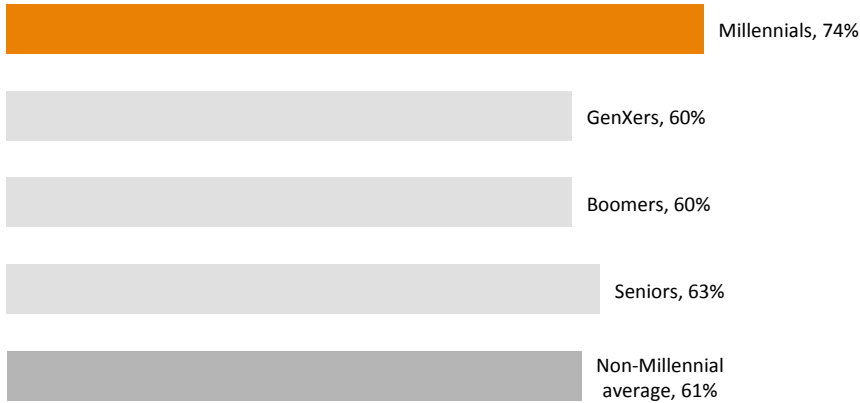 Millennials, 74%
GenXers, 60%
Boomers, 60%
Seniors, 63%
Non-Millennial
average, 61%